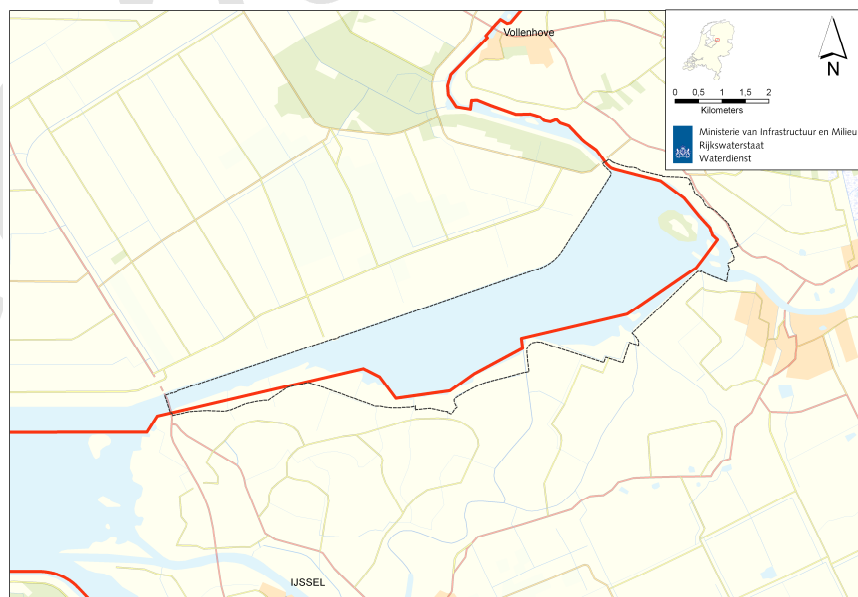 Vollenhove
N
0 0,5 1 1,5 2
Kilometers
Ministerie van Infrastructuur en Milieu
Rijkswaterstaat
Waterdienst
IJSSEL